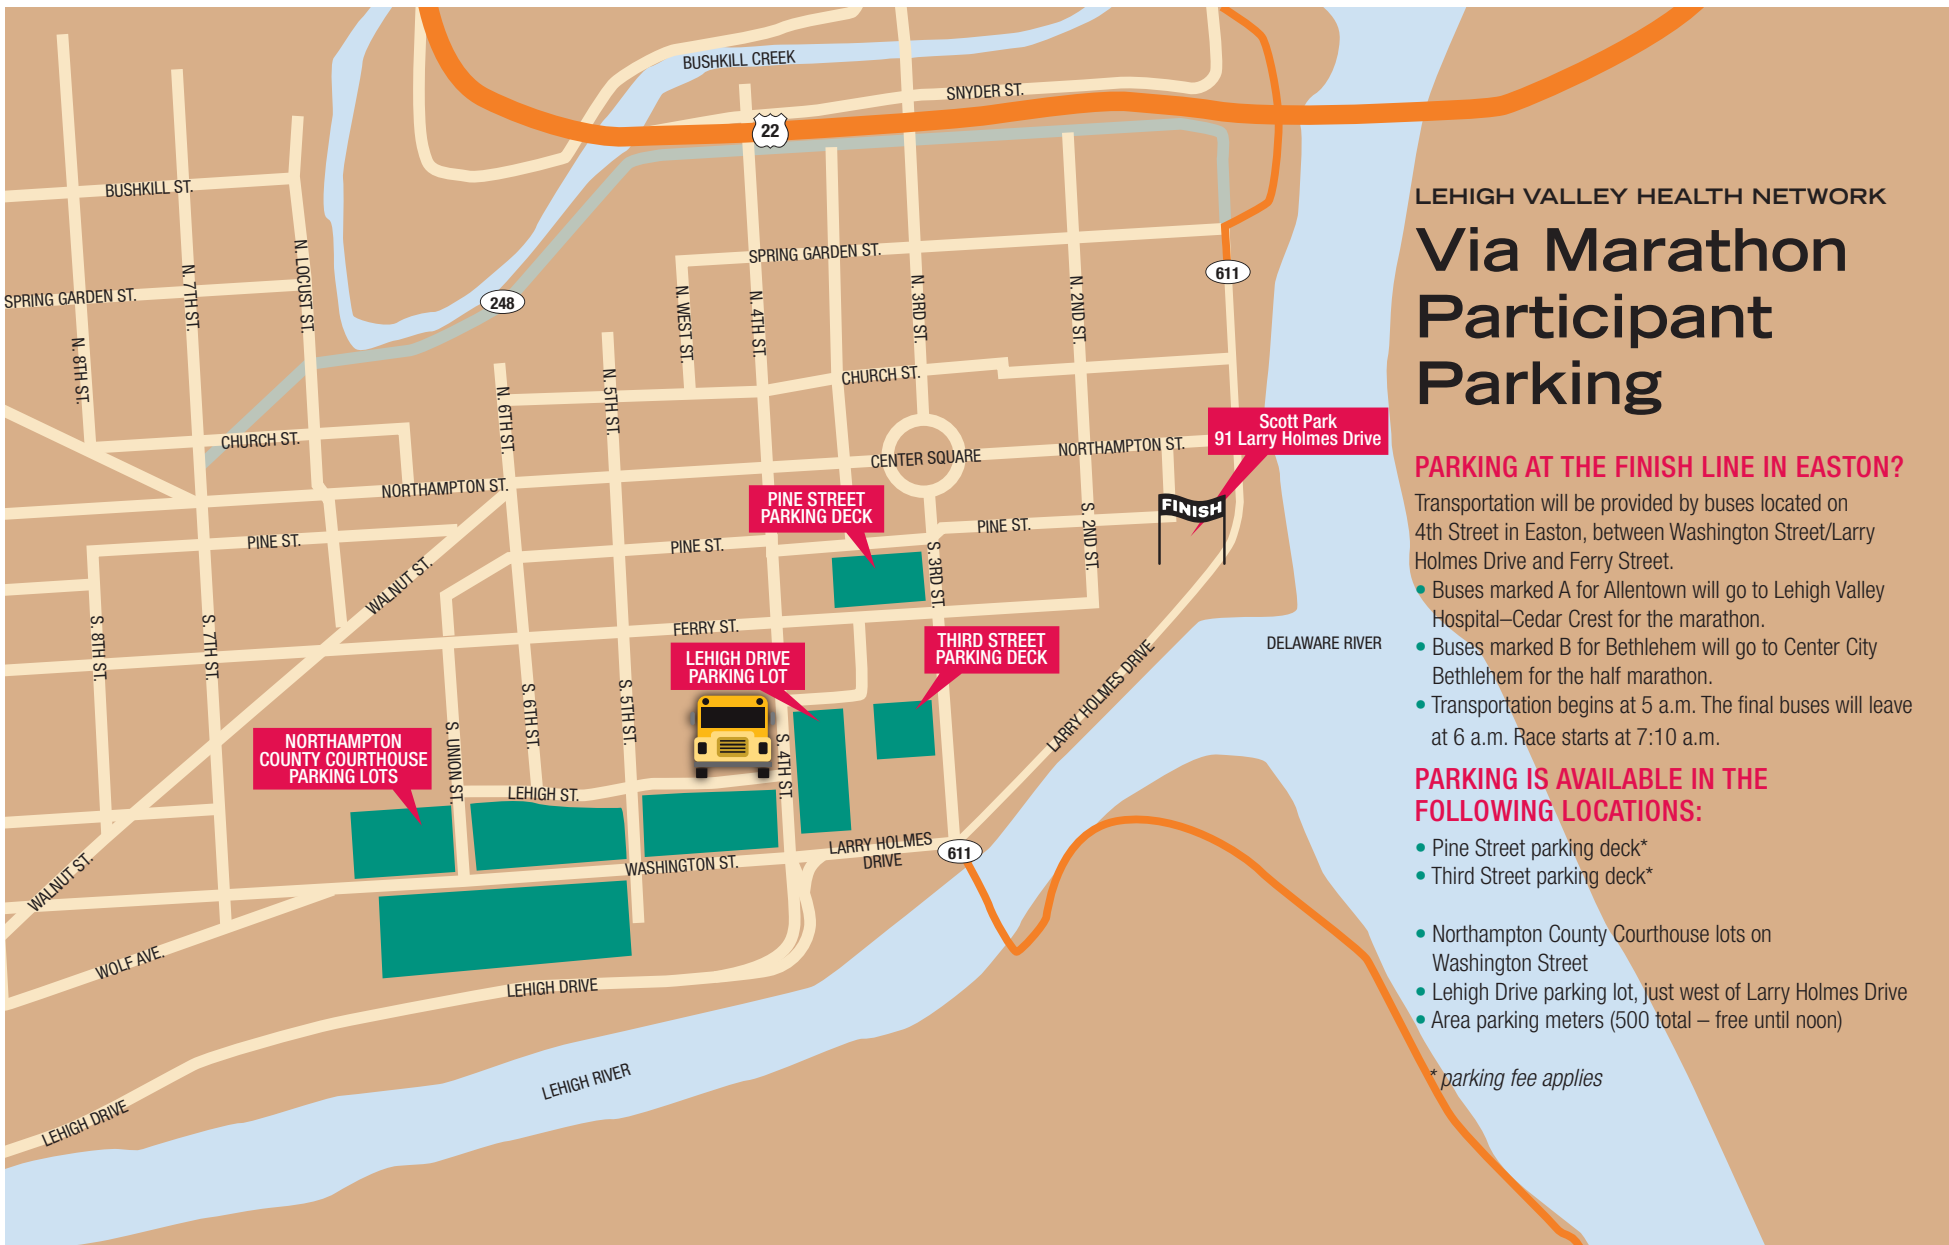 BUSHKILL CREEK
SNYDER ST.
22
BUSHKILL ST.
SPRING GARDEN ST.
N. 8TH ST.
N. 7TH ST.
N. LOCUST ST.
248
SPRING GARDEN ST.
N. WEST ST.
N. 4TH ST.
N. 3RD ST.
N. 2ND ST.
611
CHURCH ST.
N. 6TH ST.
N. 5TH ST.
CHURCH ST.
NORTHAMPTON ST.
CENTER SQUARE
NORTHAMPTON ST.
Scott Park
91 Larry Holmes Drive
FINISH
PINE STREET
PARKING DECK
PINE ST.
WALNUT ST.
PINE ST.
PINE ST.
S. 3RD ST.
S. 2ND ST.
S. 8TH ST.
S. 7TH ST.
FERRY ST.
LEHIGH DRIVE
PARKING LOT
THIRD STREET
PARKING DECK
DELAWARE RIVER
LARRY HOLMES DRIVE
NORTHAMPTON
COUNTY COURTHOUSE
PARKING LOTS
S. UNION ST.
S. 6TH ST.
S. 5TH ST.
S. 4TH ST.
LEHIGH ST.
WASHINGTON ST.
LARRY HOLMES
DRIVE
611
WALNUT ST.
WOLF AVE.
LEHIGH DRIVE
LEHIGH RIVER
LEHIGH DRIVE
LEHIGH VALLEY HEALTH NETWORK
Via Marathon
Participant
Parking
PARKING AT THE FINISH LINE IN EASTON?
Transportation will be provided by buses located on
4th Street in Easton, between Washington Street/Larry
Holmes Drive and Ferry Street.
• Buses marked A for Allentown will go to Lehigh Valley
Hospital–Cedar Crest for the marathon.
• Buses marked B for Bethlehem will go to Center City
Bethlehem for the half marathon.
• Transportation begins at 5 a.m. The final buses will leave
at 6 a.m. Race starts at 7:10 a.m.
PARKING IS AVAILABLE IN THE
FOLLOWING LOCATIONS:
• Pine Street parking deck*
• Third Street parking deck*
• Northampton County Courthouse lots on
Washington Street
• Lehigh Drive parking lot, just west of Larry Holmes Drive
• Area parking meters (500 total – free until noon)
* parking fee applies